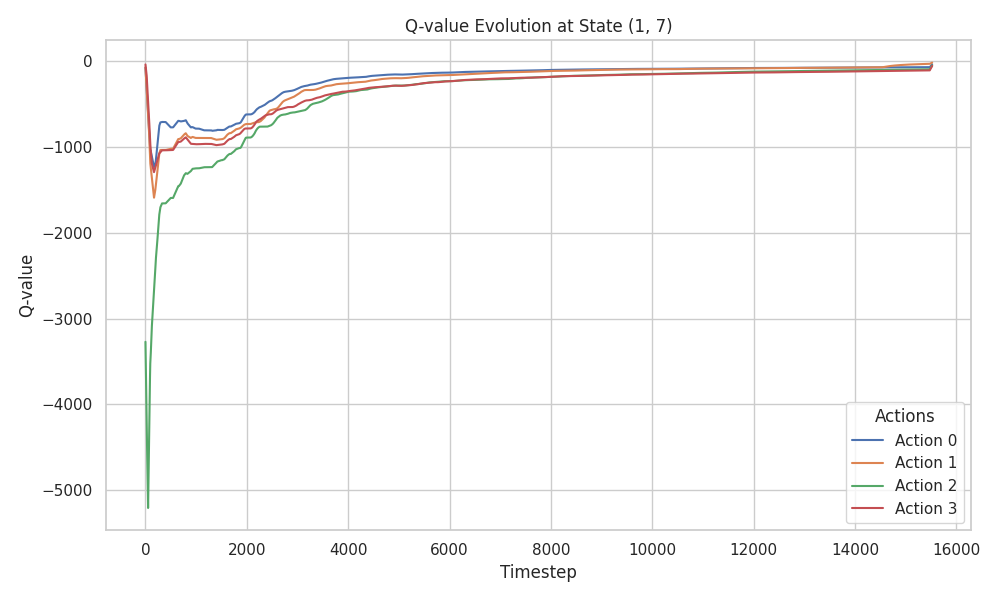 Q-value Evolution at State (1, 7)
Q-value
0
−1000
−2000
−3000
−4000
−5000
0 2000 4000 6000 8000 10000 12000 14000 16000
Timestep
Actions
Action 0
Action 1
Action 2
Action 3